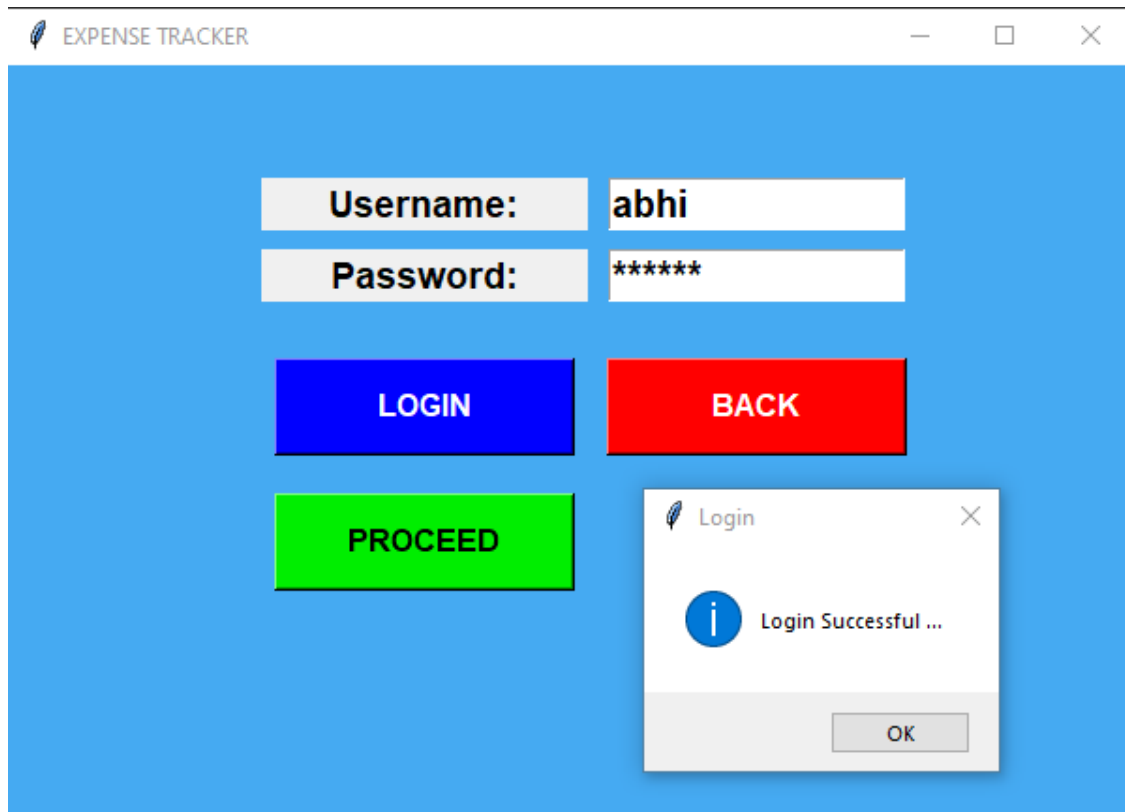 EXPENSE TRACKER
Username: abhi
Password: ******
LOGIN BACK
PROCEED
Login
Login Successful ...
OK